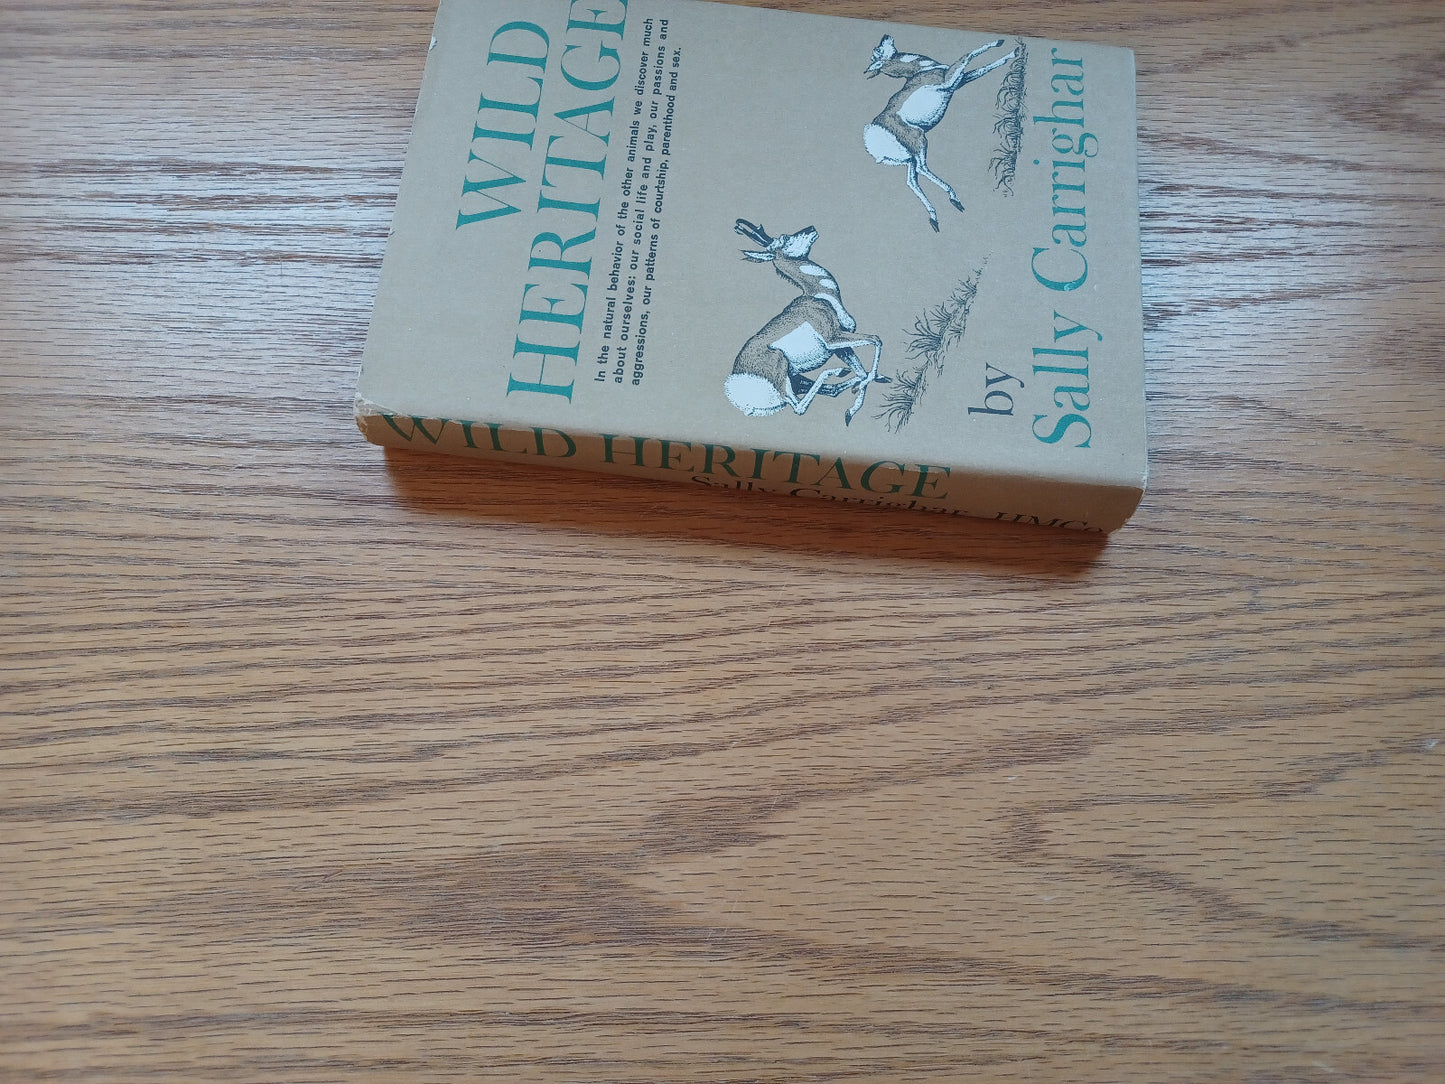 WILD
HERITAGE
In the natural behavior of the other animals we discover much
about ourselves: our social life and play, our passions and
aggressions, our patterns of courtship, parenthood and sex.
by
Sally Carrighar
WILD HERITAGE
Sally Carrighar HMCo